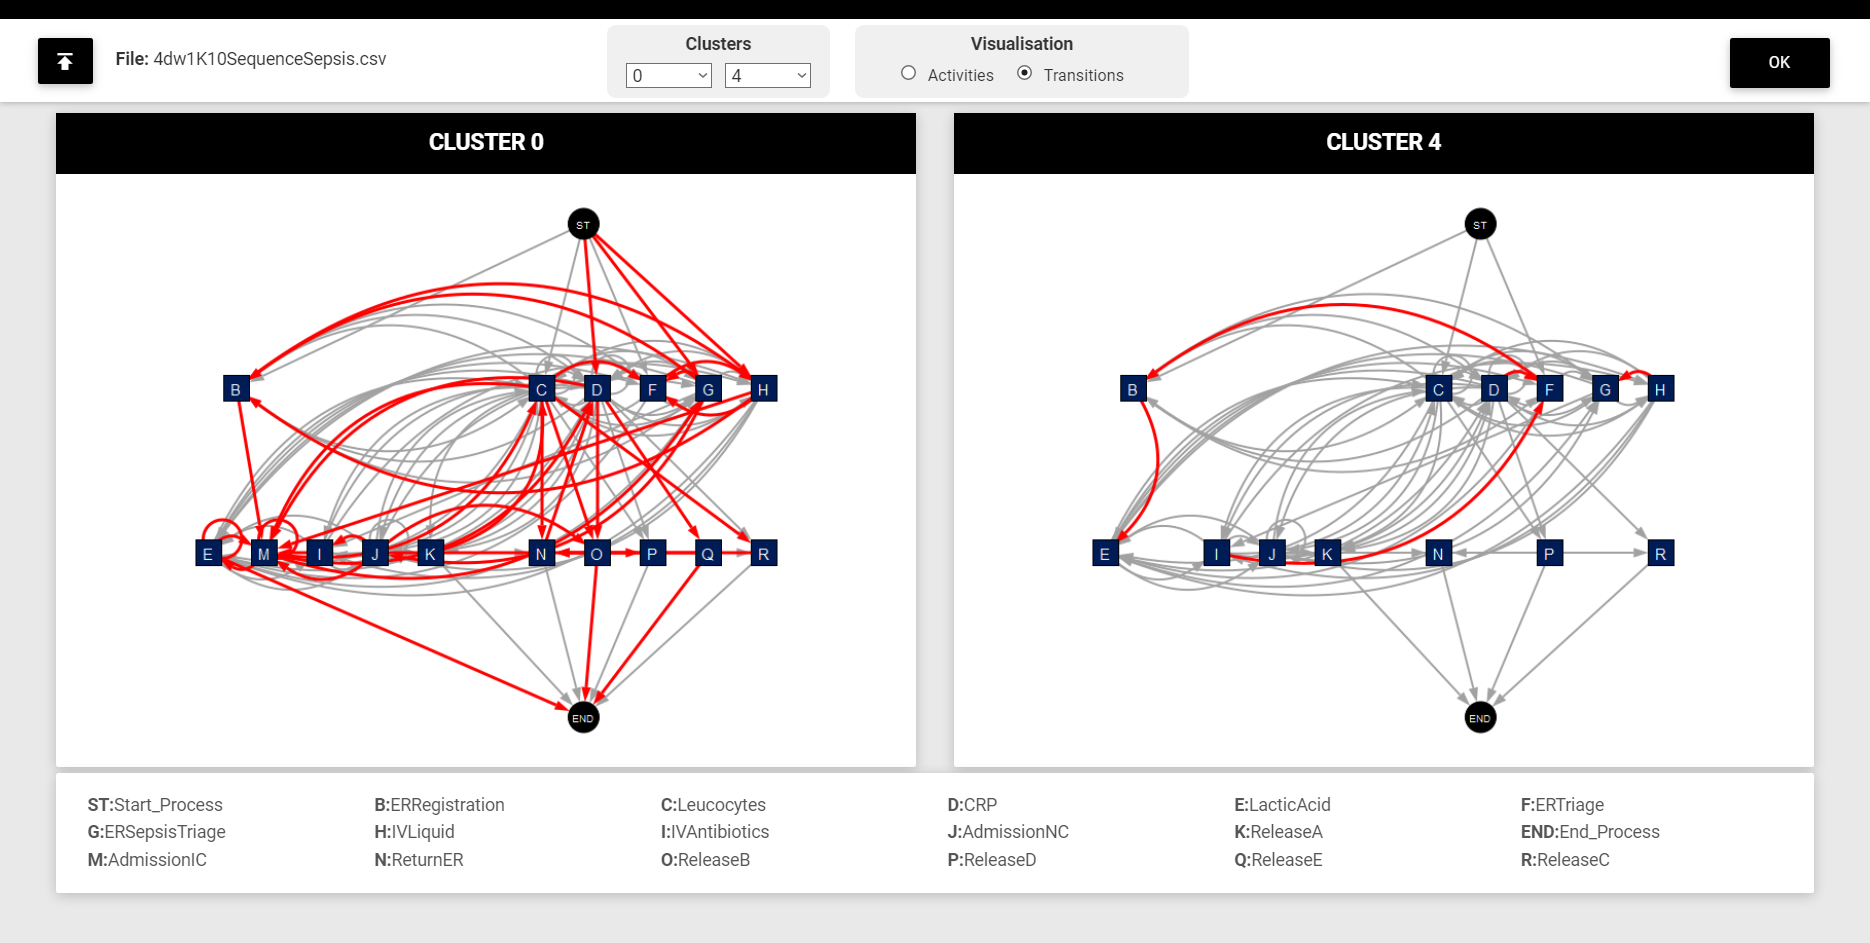 File: 4dw1K10SequenceSepsis.csv
Clusters
0 4
Visualisation
Activities Transitions
OK
CLUSTER 0
ST
B C D F G H
E M I J K N O P Q R
END
CLUSTER 4
ST
B C D F G H
E I J K N P R
END
ST:Start_Process B:ERRegistration C:Leucocytes D:CRP E:LacticAcid F:ERTriage
G:ERSepsisTriage H:IVLiquid I:IVAntibiotics J:AdmissionNC K:ReleaseA END:End_Process
M:AdmissionIC N:ReturnER O:ReleaseB P:ReleaseD Q:ReleaseE R:ReleaseC